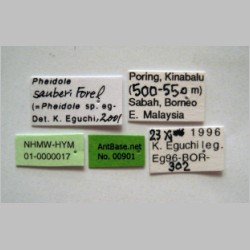 Pheidole
sauberi Forel
(=Pheidole sp. eg-
Det. K. Eguchi, 2001
Poring, Kinabalu
(500-550 m)
Sabah, Borneo
E. Malaysia
NHMW-HYM
01-0000017
AntBase.net
No. 00901
23 1996
K. Eguchi leg.
Eg96-BOR-
302